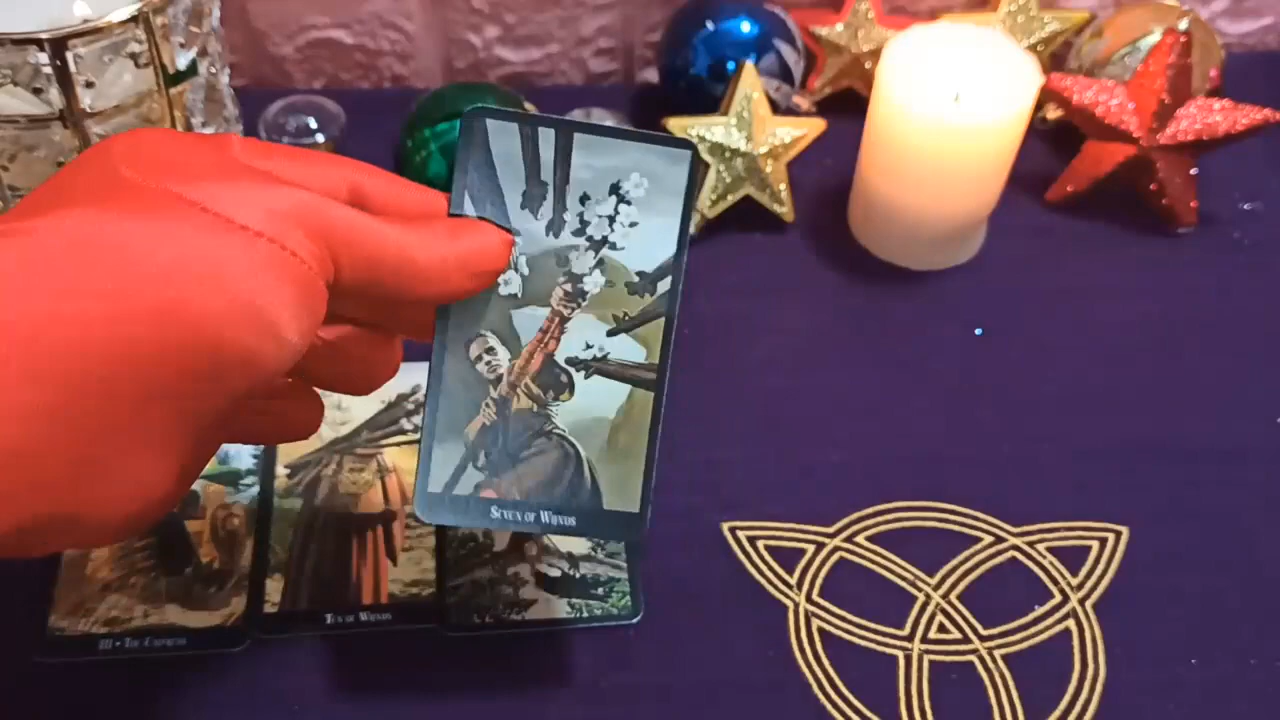 Seven of Wands
Ten of Wands
III • The Empress